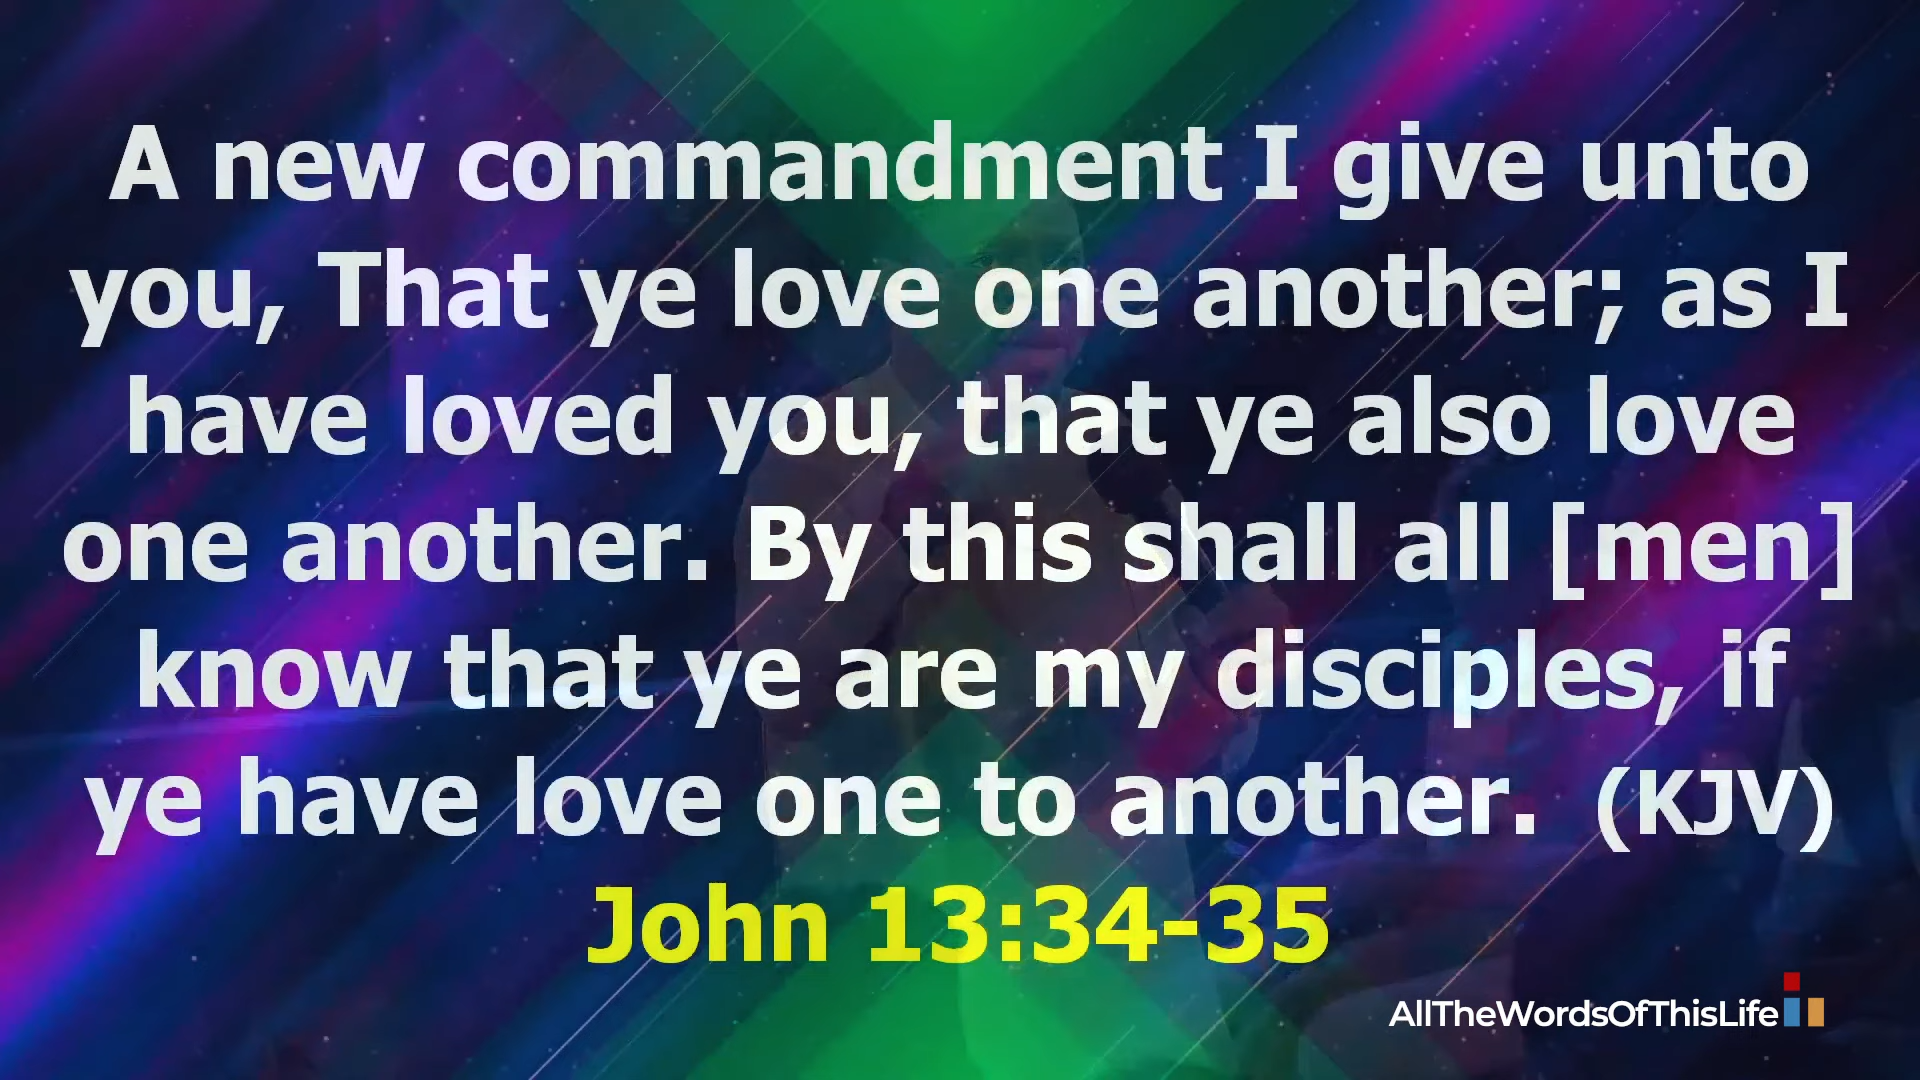 A new commandment I give unto
you, That ye love one another; as I
have loved you, that ye also love
one another. By this shall all [men]
know that ye are my disciples, if
ye have love one to another.  (KJV)
John 13:34-35
AllTheWordsOfThisLife